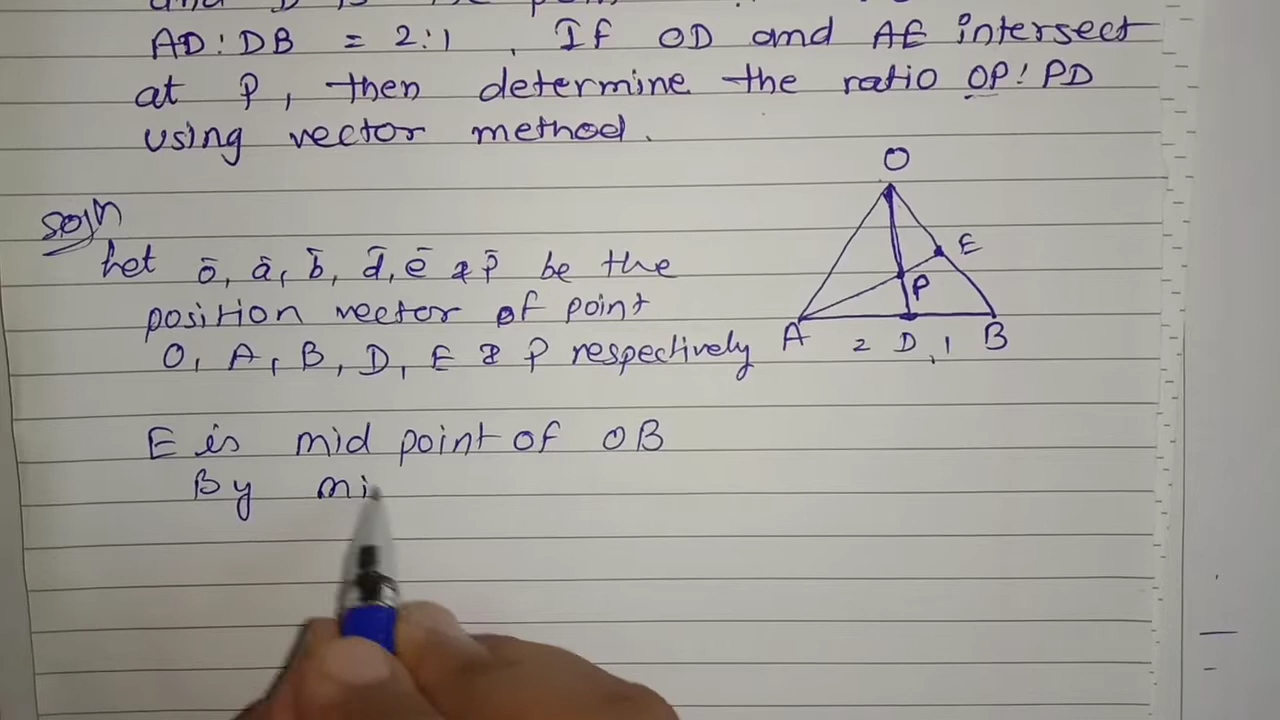 AD:DB = 2:1 , If OD and AE intersect
at P, then determine the ratio OP:PD
using vector method.
Soln
Let ō, ā, b̄, d̄, ē & p̄ be the
position vector of point
O, A, B, D, E & P respectively
O
E
P
A 2 D, 1 B
E is mid point of OB
By mi